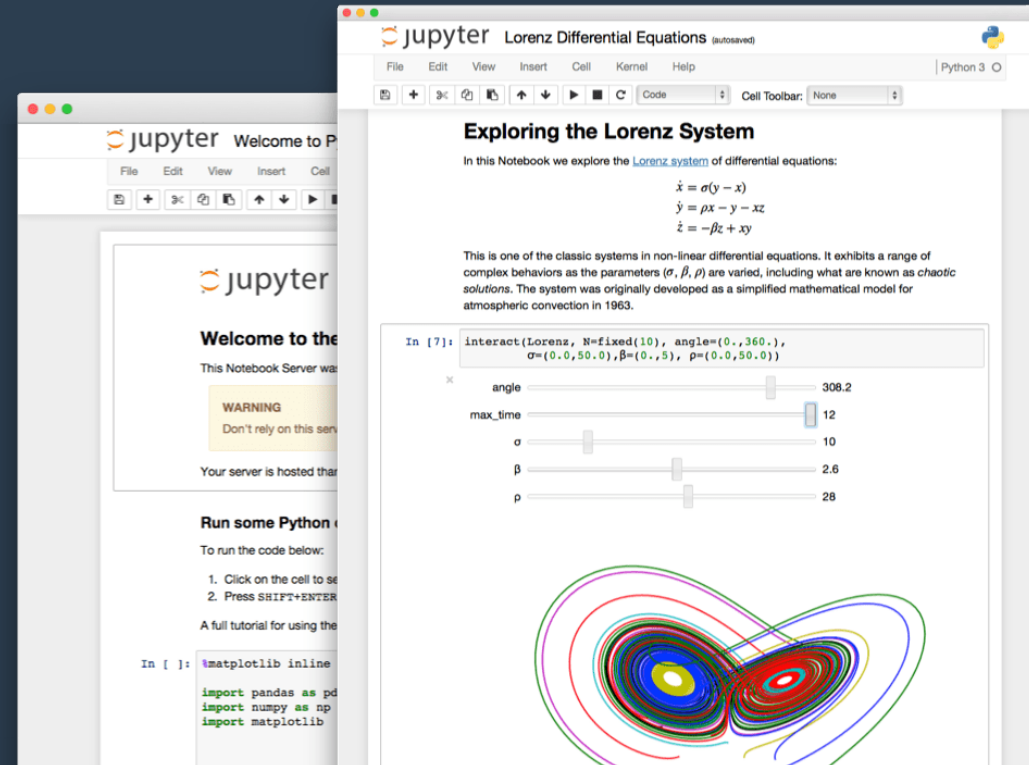 jupyter Lorenz Differential Equations (autosaved)
File Edit View Insert Cell Kernel Help Python 3
Code Cell Toolbar: None
Exploring the Lorenz System
In this Notebook we explore the Lorenz system of differential equations:
ẋ = σ(y − x)
ẏ = ρx − y − xz
ż = −βz + xy
This is one of the classic systems in non-linear differential equations. It exhibits a range of
complex behaviors as the parameters (σ, β, ρ) are varied, including what are known as chaotic
solutions. The system was originally developed as a simplified mathematical model for
atmospheric convection in 1963.
In [7]: interact(Lorenz, N=fixed(10), angle=(0.,360.),
σ=(0.0,50.0),β=(0.,5), ρ=(0.0,50.0))
angle 308.2
max_time 12
σ 10
β 2.6
ρ 28
jupyter Welcome to P
File Edit View Insert Cell
jupyter
Welcome to the
This Notebook Server was
WARNING
Don't rely on this serv
Your server is hosted than
Run some Python
To run the code below:
1. Click on the cell to se
2. Press SHIFT+ENTER
A full tutorial for using the
In [ ]: %matplotlib inline
import pandas as pd
import numpy as np
import matplotlib